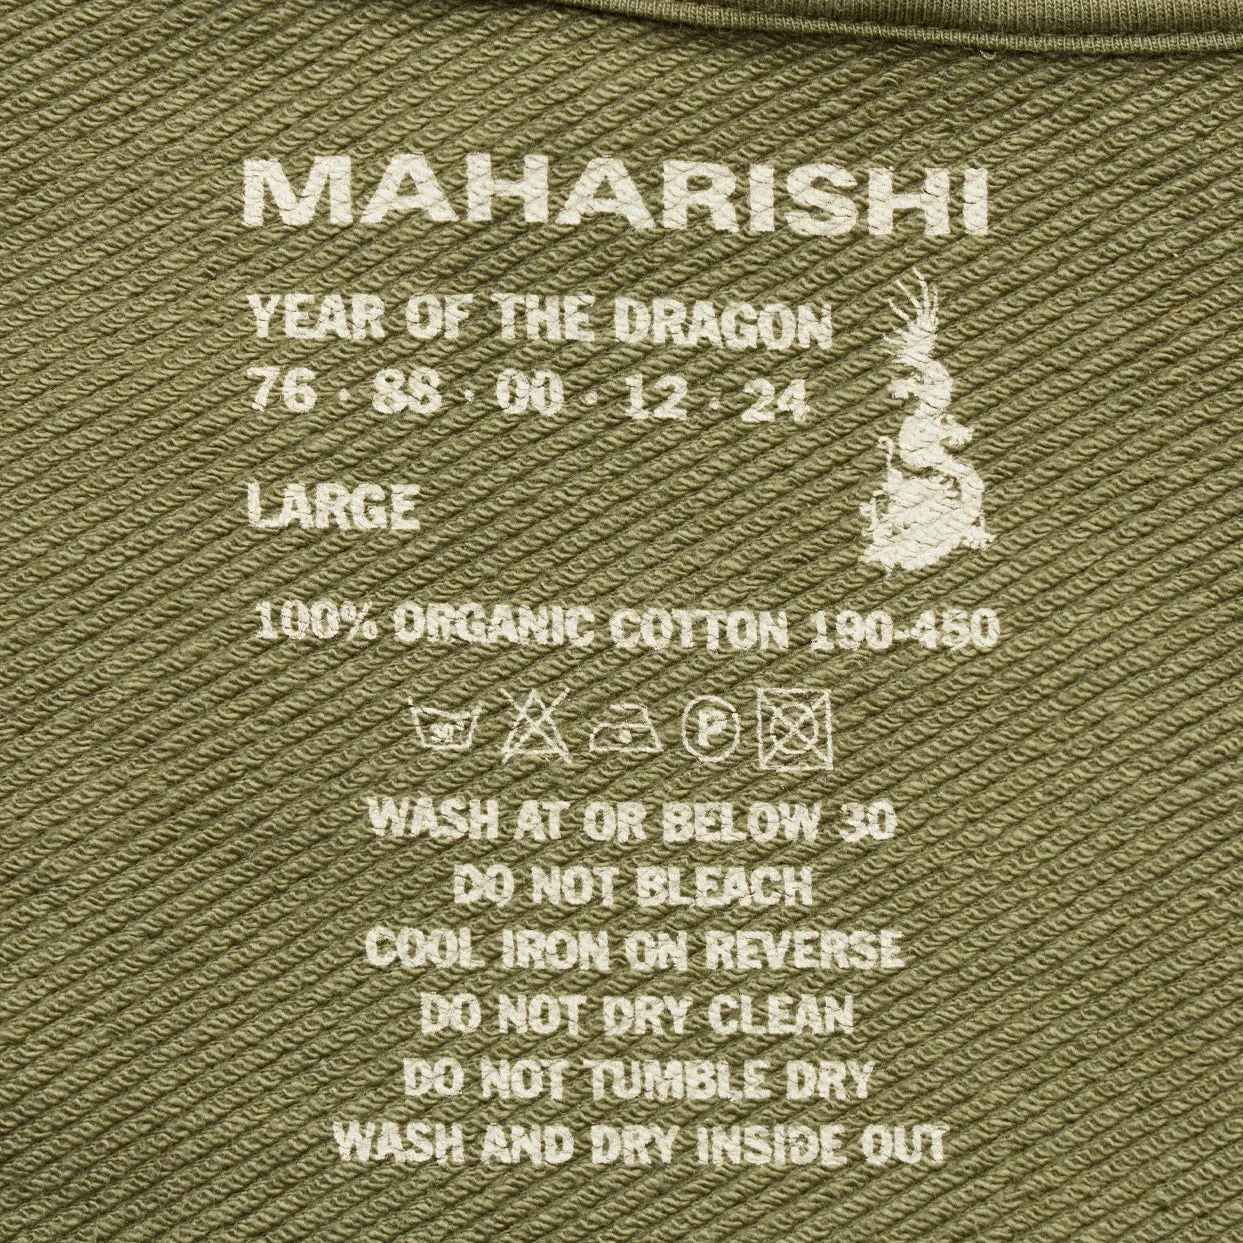 MAHARISHI
YEAR OF THE DRAGON
76 · 88 · 00 · 12 · 24
LARGE
100% ORGANIC COTTON 190-450
30 P
WASH AT OR BELOW 30
DO NOT BLEACH
COOL IRON ON REVERSE
DO NOT DRY CLEAN
DO NOT TUMBLE DRY
WASH AND DRY INSIDE OUT